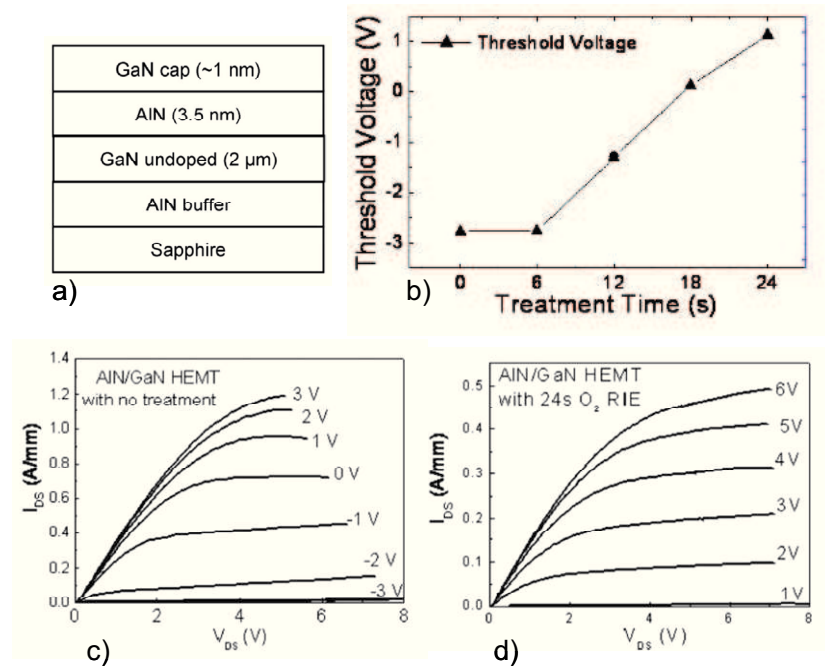 GaN cap (~1 nm)
AlN (3.5 nm)
GaN undoped (2 µm)
AlN buffer
Sapphire
a)
Threshold Voltage (V)
Threshold Voltage
1
0
-1
-2
-3
0 6 12 18 24
Treatment Time (s)
b)
I_DS (A/mm)
1.4
1.2
1.0
0.8
0.6
0.4
0.2
0.0
AlN/GaN HEMT
with no treatment
3 V
2 V
1 V
0 V
-1 V
-2 V
-3 V
0 2 4 6 8
V_DS (V)
c)
I_DS (A/mm)
0.5
0.4
0.3
0.2
0.1
0.0
AlN/GaN HEMT
with 24s O₂ RIE
6V
5V
4V
3V
2V
1V
0 2 4 6 8
V_DS (V)
d)